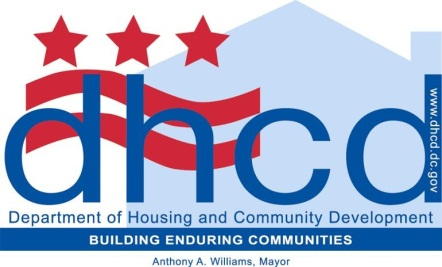 dhcd
www.dhcd.dc.gov
Department of Housing and Community Development
BUILDING ENDURING COMMUNITIES
Anthony A. Williams, Mayor